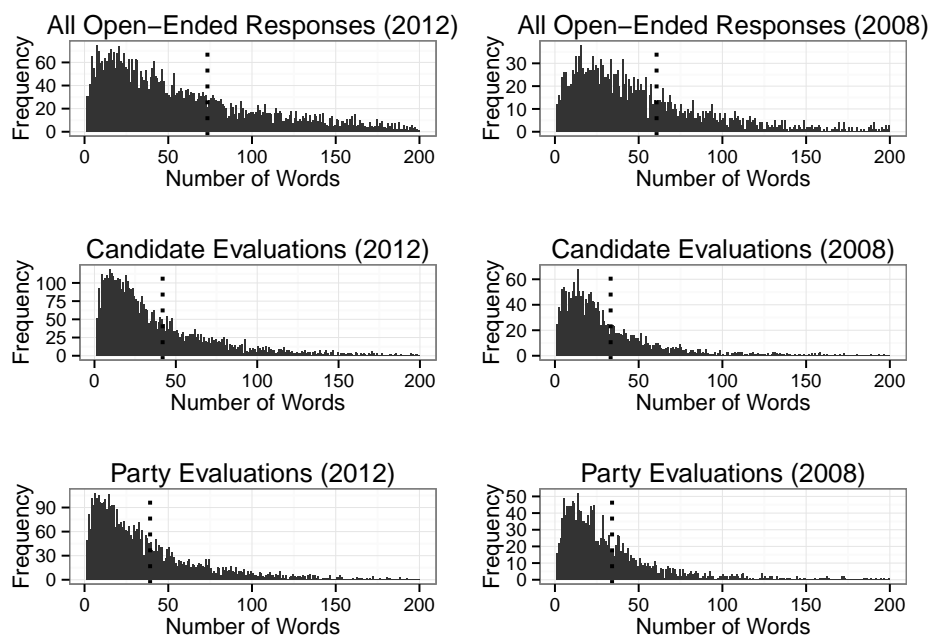 All Open−Ended Responses (2012)
Frequency
60
40
20
0
0 50 100 150 200
Number of Words
All Open−Ended Responses (2008)
Frequency
30
20
10
0
0 50 100 150 200
Number of Words
Candidate Evaluations (2012)
Frequency
100
75
50
25
0
0 50 100 150 200
Number of Words
Candidate Evaluations (2008)
Frequency
60
40
20
0
0 50 100 150 200
Number of Words
Party Evaluations (2012)
Frequency
90
60
30
0
0 50 100 150 200
Number of Words
Party Evaluations (2008)
Frequency
50
40
30
20
10
0
0 50 100 150 200
Number of Words